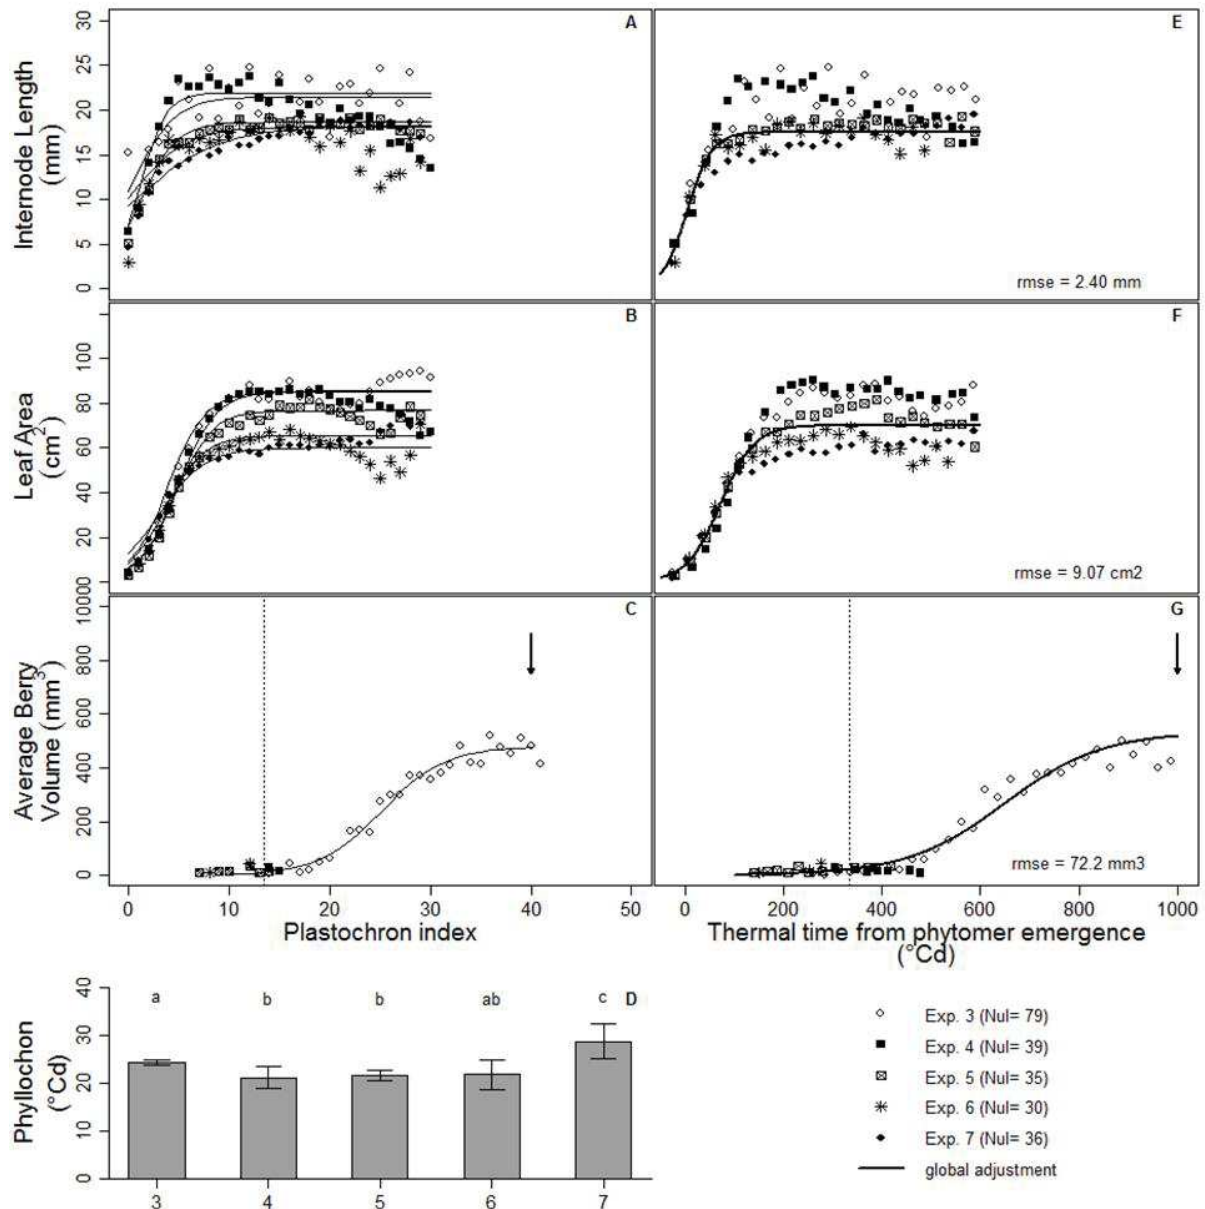 A
E
Internode Length
(mm)
30
25
20
15
10
5
0
rmse = 2.40 mm
B
F
Leaf Area
(cm2)
100
80
60
40
20
0
rmse = 9.07 cm2
C
G
Average Berry
Volume (mm3)
1000
800
600
400
200
0
rmse = 72.2 mm3
0 10 20 30 40 50
Plastochron index
0 200 400 600 800 1000
Thermal time from phytomer emergence
(°Cd)
D
Phyllochon
(°Cd)
40
30
20
10
0
a b b ab c
3 4 5 6 7
Exp. 3 (Nul= 79)
Exp. 4 (Nul= 39)
Exp. 5 (Nul= 35)
Exp. 6 (Nul= 30)
Exp. 7 (Nul= 36)
global adjustment